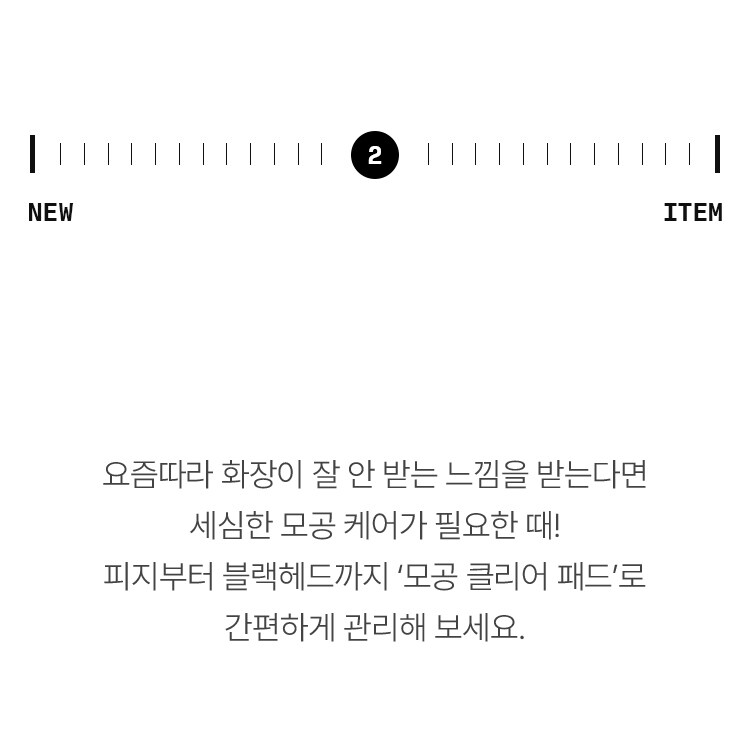 2
NEW
ITEM
요즘따라 화장이 잘 안 받는 느낌을 받는다면
세심한 모공 케어가 필요한 때!
피지부터 블랙헤드까지 ‘모공 클리어 패드’로
간편하게 관리해 보세요.